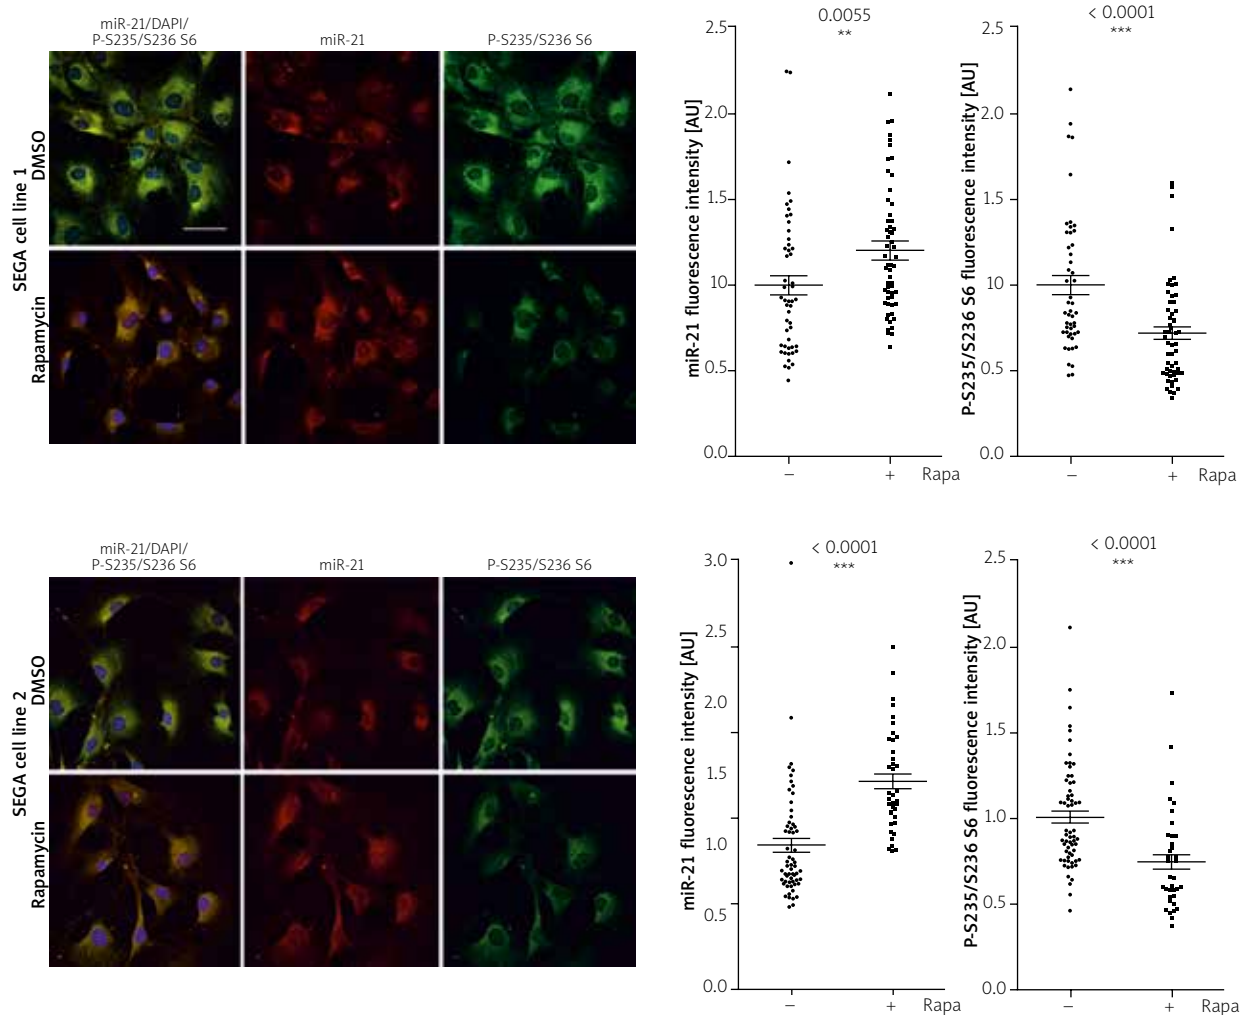 miR-21/DAPI/
P-S235/S236 S6
miR-21
P-S235/S236 S6
SEGA cell line 1
DMSO
Rapamycin
0.0055
**
miR-21 fluorescence intensity [AU]
2.5
2.0
1.5
10
0.5
0.0
–
+
Rapa
< 0.0001
***
P-S235/S236 S6 fluorescence intensity [AU]
2.5
2.0
1.5
10
0.5
0.0
–
+
Rapa
miR-21/DAPI/
P-S235/S236 S6
miR-21
P-S235/S236 S6
SEGA cell line 2
DMSO
Rapamycin
< 0.0001
***
miR-21 fluorescence intensity [AU]
3.0
2.5
2.0
1.5
1.0
0.5
0.0
–
+
Rapa
< 0.0001
***
P-S235/S236 S6 fluorescence intensity [AU]
2.5
2.0
1.5
1.0
0.5
0.0
–
+
Rapa